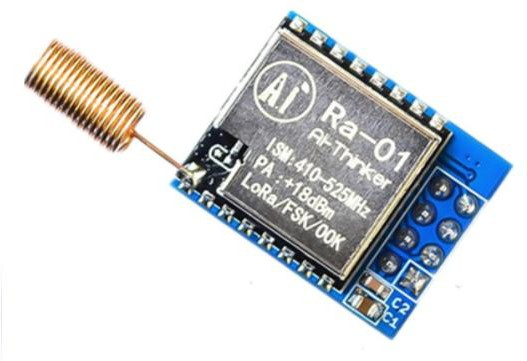 Ai
Ra-01
Ai-Thinker
ISM:410-525MHz
PA:+18dBm
LoRa/FSK/OOK
C2
C1